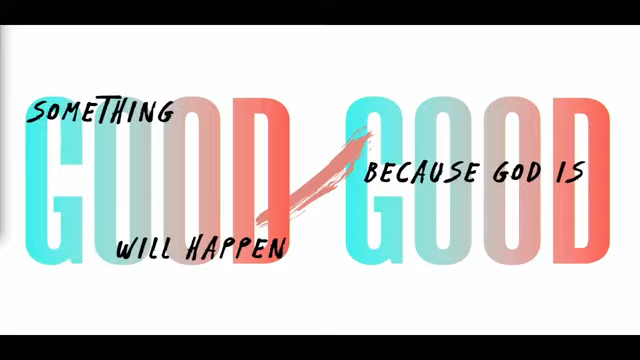 SOMETHING
GOOD
WILL HAPPEN
BECAUSE GOD IS
GOOD